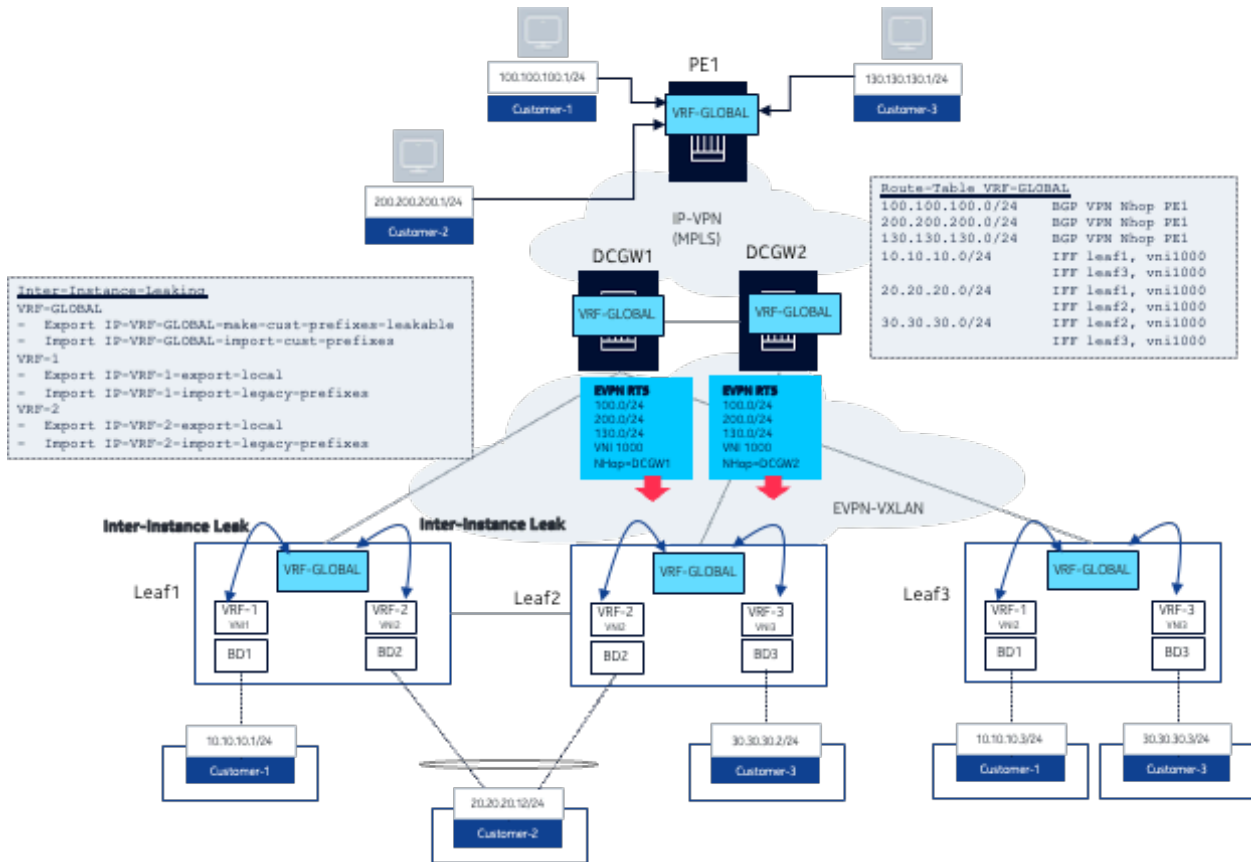 100.100.100.1/24
Customer-1
PE1
VRF-GLOBAL
130.130.130.1/24
Customer-3
200.200.200.1/24
Customer-2
IP-VPN
(MPLS)
Route-Table VRF-GLOBAL
100.100.100.0/24 BGP VPN Nhop PE1
200.200.200.0/24 BGP VPN Nhop PE1
130.130.130.0/24 BGP VPN Nhop PE1
10.10.10.0/24 IFF leaf1, vni1000
IFF leaf3, vni1000
20.20.20.0/24 IFF leaf1, vni1000
IFF leaf2, vni1000
30.30.30.0/24 IFF leaf2, vni1000
IFF leaf3, vni1000
DCGW1
DCGW2
VRF-GLOBAL
VRF-GLOBAL
Inter-Instance-Leaking
VRF-GLOBAL
- Export IP-VRF-GLOBAL-make-cust-prefixes-leakable
- Import IP-VRF-GLOBAL-import-cust-prefixes
VRF-1
- Export IP-VRF-1-export-local
- Import IP-VRF-1-import-legacy-prefixes
VRF-2
- Export IP-VRF-2-export-local
- Import IP-VRF-2-import-legacy-prefixes
EVPN RT5
100.0/24
200.0/24
130.0/24
VNI 1000
NHop=DCGW1
EVPN RT5
100.0/24
200.0/24
130.0/24
VNI 1000
NHop=DCGW2
EVPN-VXLAN
Inter-Instance Leak
Inter-Instance Leak
Leaf1
VRF-GLOBAL
VRF-1
VNI1
BD1
VRF-2
VNI2
BD2
Leaf2
VRF-GLOBAL
VRF-2
VNI2
BD2
VRF-3
VNI3
BD3
Leaf3
VRF-GLOBAL
VRF-1
VNI2
BD1
VRF-3
VNI3
BD3
10.10.10.1/24
Customer-1
20.20.20.12/24
Customer-2
30.30.30.2/24
Customer-3
10.10.10.3/24
Customer-1
30.30.30.3/24
Customer-3